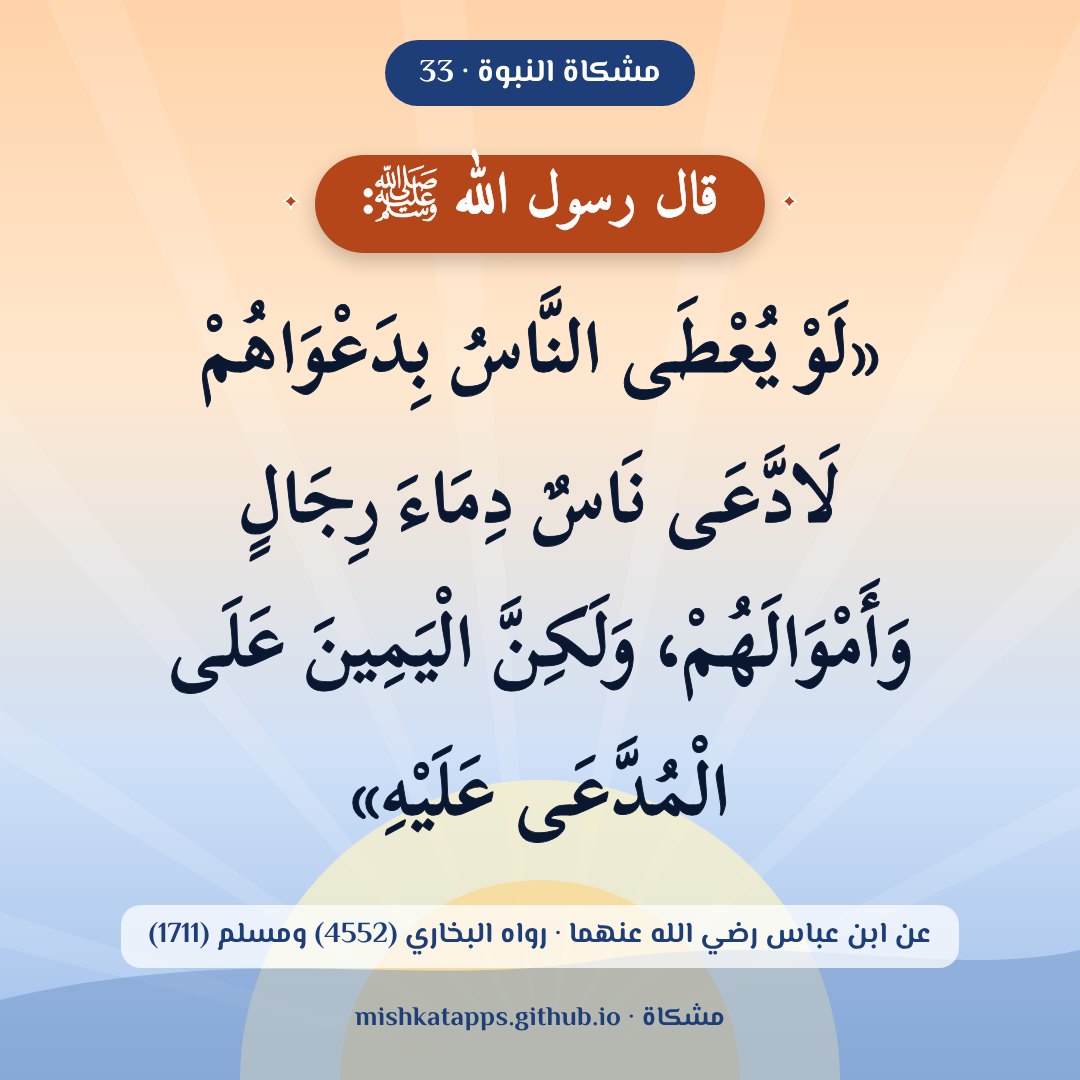 مشكاة النبوة · 33
قال رسول الله ﷺ:
«لَوْ يُعْطَى النَّاسُ بِدَعْوَاهُمْ
لَادَّعَى نَاسٌ دِمَاءَ رِجَالٍ
وَأَمْوَالَهُمْ، وَلَكِنَّ الْيَمِينَ عَلَى
الْمُدَّعَى عَلَيْهِ»
عن ابن عباس رضي الله عنهما · رواه البخاري (4552) ومسلم (1711)
مشكاة · mishkatapps.github.io